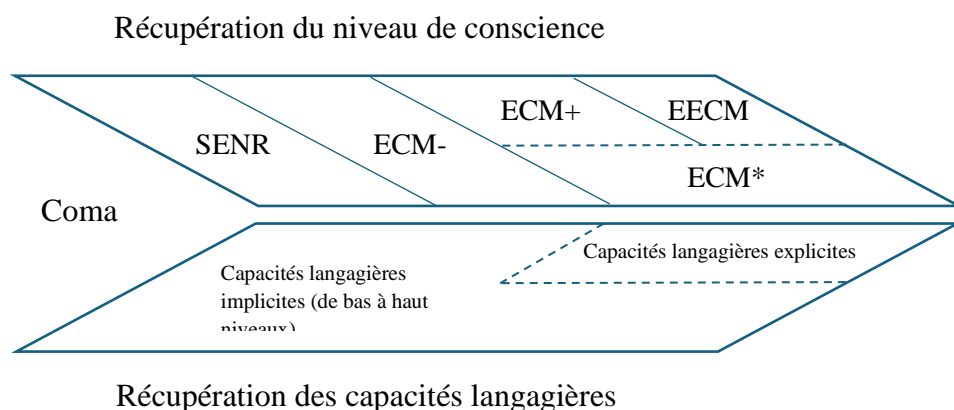 Récupération du niveau de conscience
ECM+
EECM
SENR
ECM-
ECM*
Coma
Capacités langagières explicites
Capacités langagières
implicites (de bas à haut
niveaux)
Récupération des capacités langagières